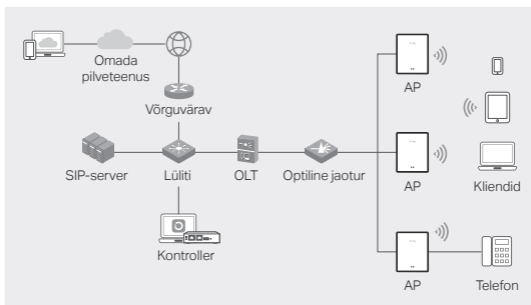 Omada
pilveteenus
Võrguvärav
SIP-server
Lüliti
OLT
Optiline jaotur
Kontroller
AP
AP
AP
Kliendid
Telefon